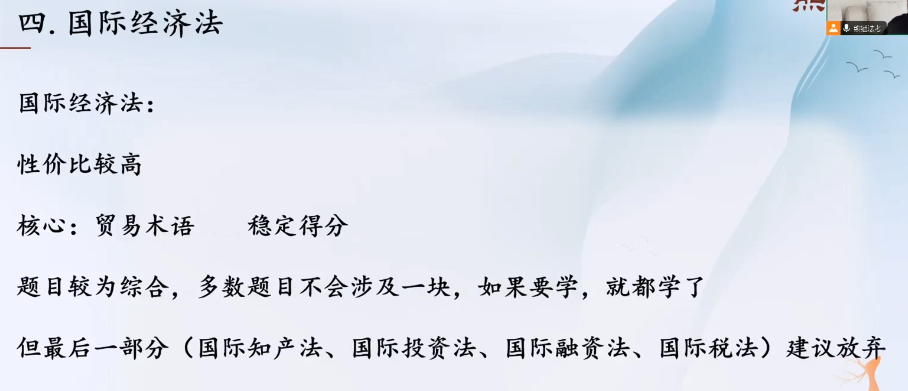 四. 国际经济法
国际经济法：
性价比较高
核心：贸易术语 稳定得分
题目较为综合，多数题目不会涉及一块，如果要学，就都学了
但最后一部分（国际知产法、国际投资法、国际融资法、国际税法）建议放弃